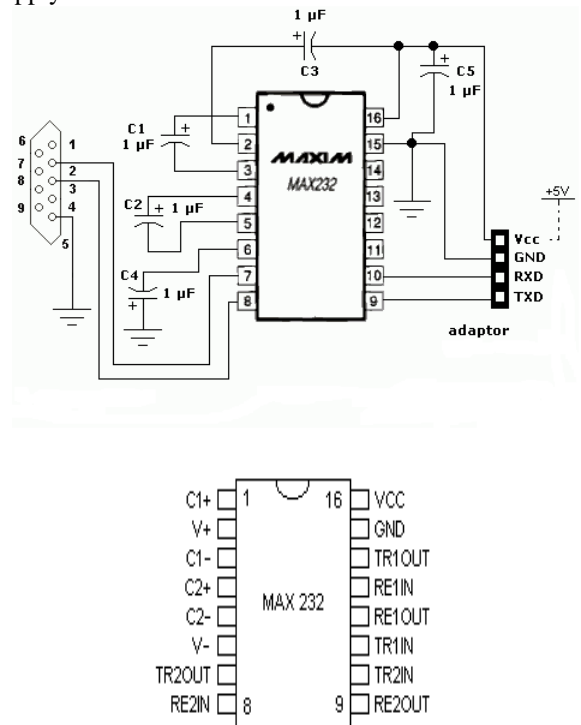 pply
1 µF
+
C3
+
C5
1 µF
C1
1 µF
+
C2
+
1 µF
C4
1 µF
+
6
7
8
9
1
2
3
4
5
1
2
3
4
5
6
7
8
16
15
14
13
12
11
10
9
MAXIM
MAX232
+5V
Vcc
GND
RXD
TXD
adaptor
C1+ 1 16 VCC
V+ GND
C1- TR1OUT
C2+ RE1IN
MAX 232
C2- RE1OUT
V- TR1IN
TR2OUT TR2IN
RE2IN 8 9 RE2OUT